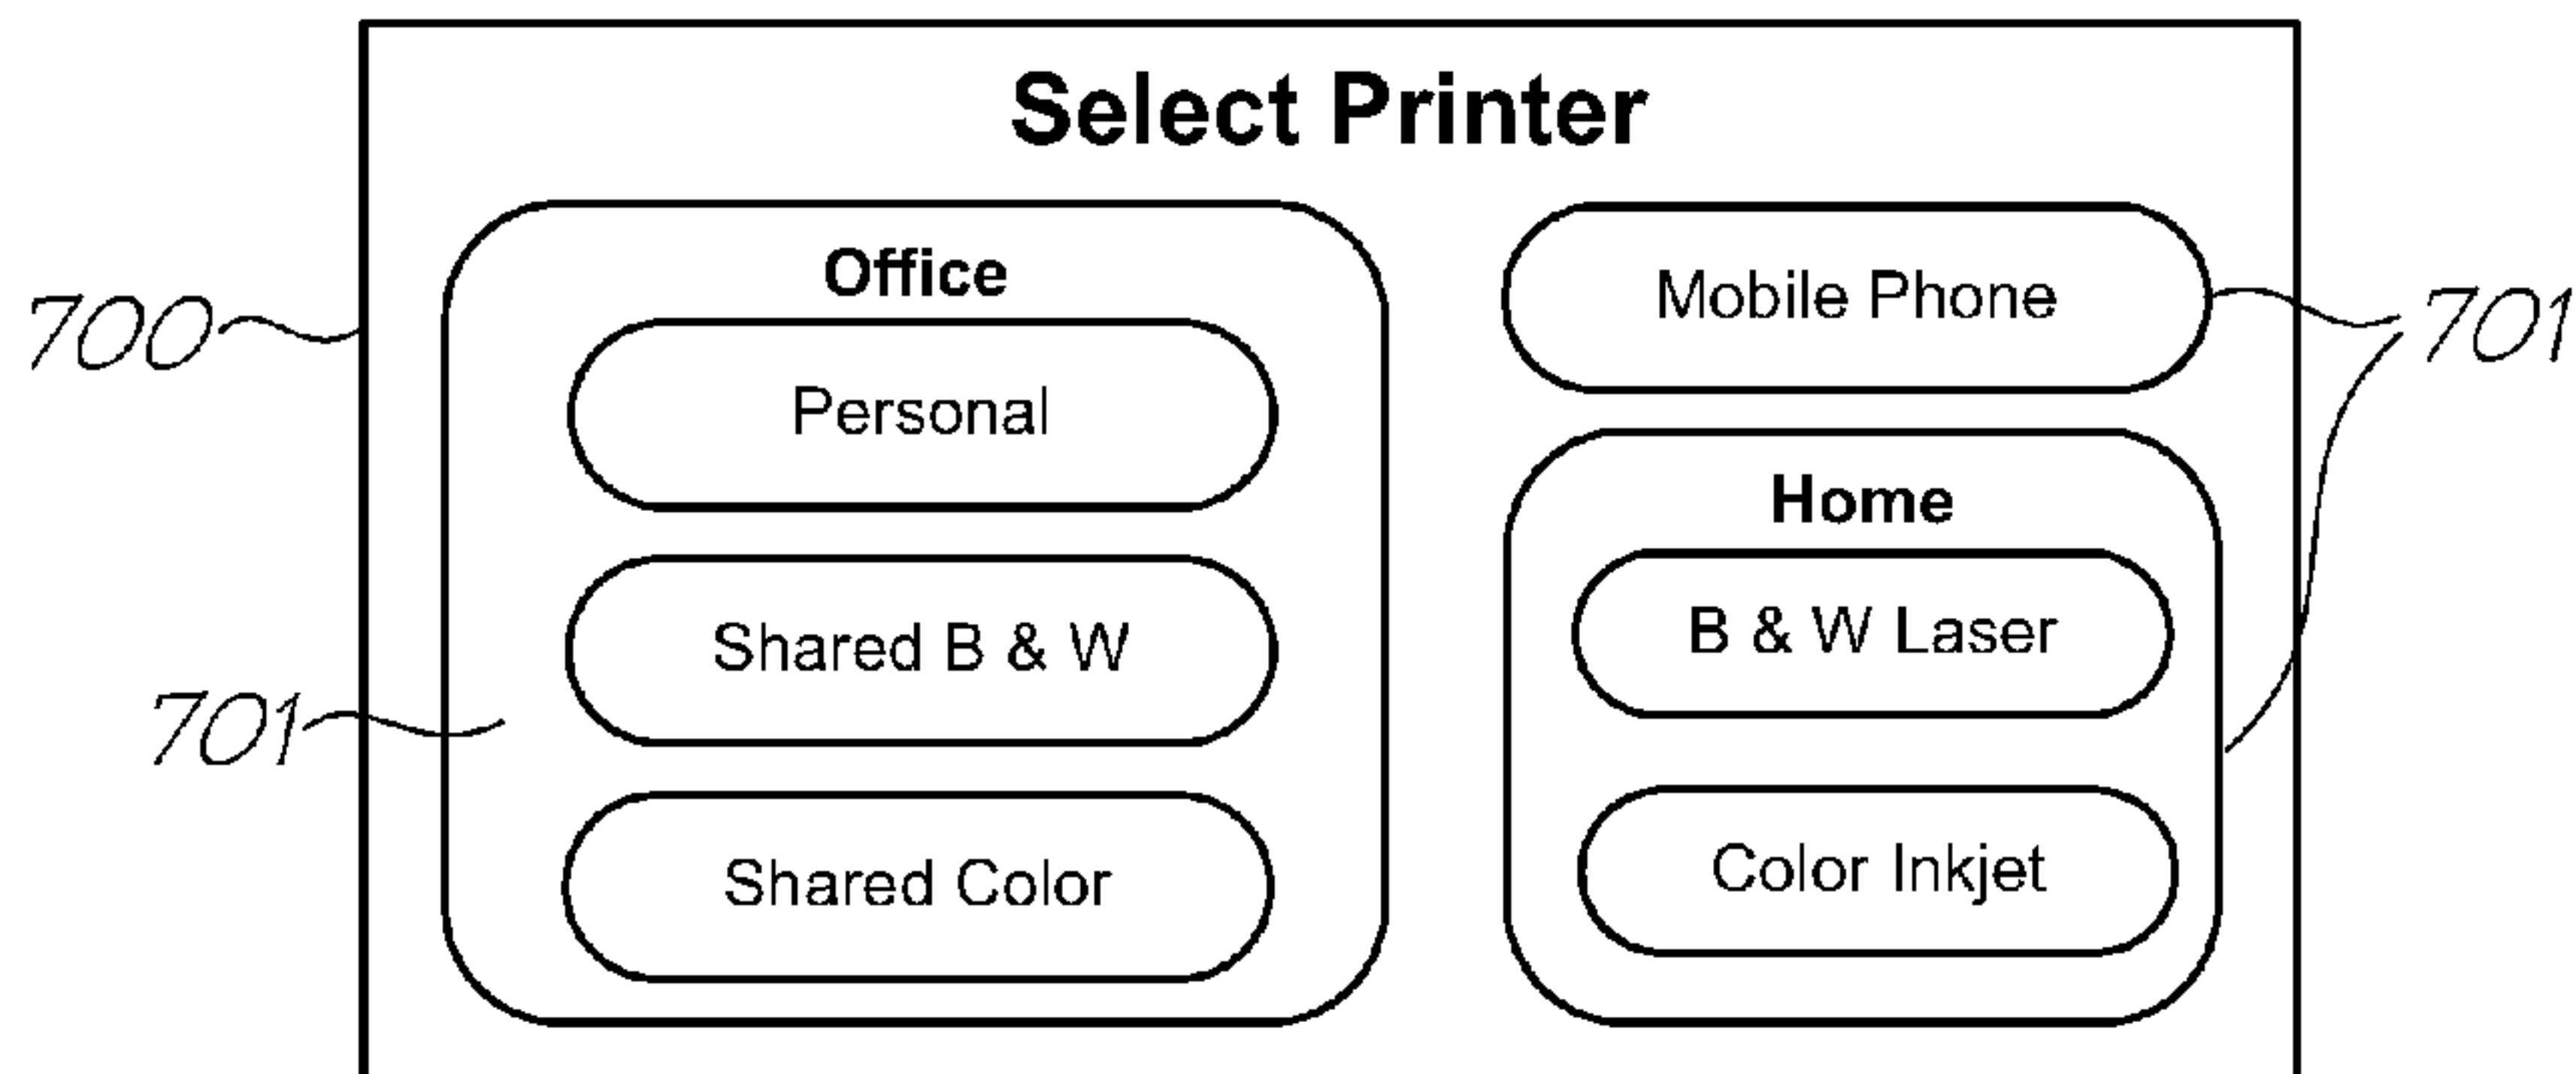 Select Printer
700
Office
Personal
Shared B & W
Shared Color
701
Mobile Phone
701
Home
B & W Laser
Color Inkjet